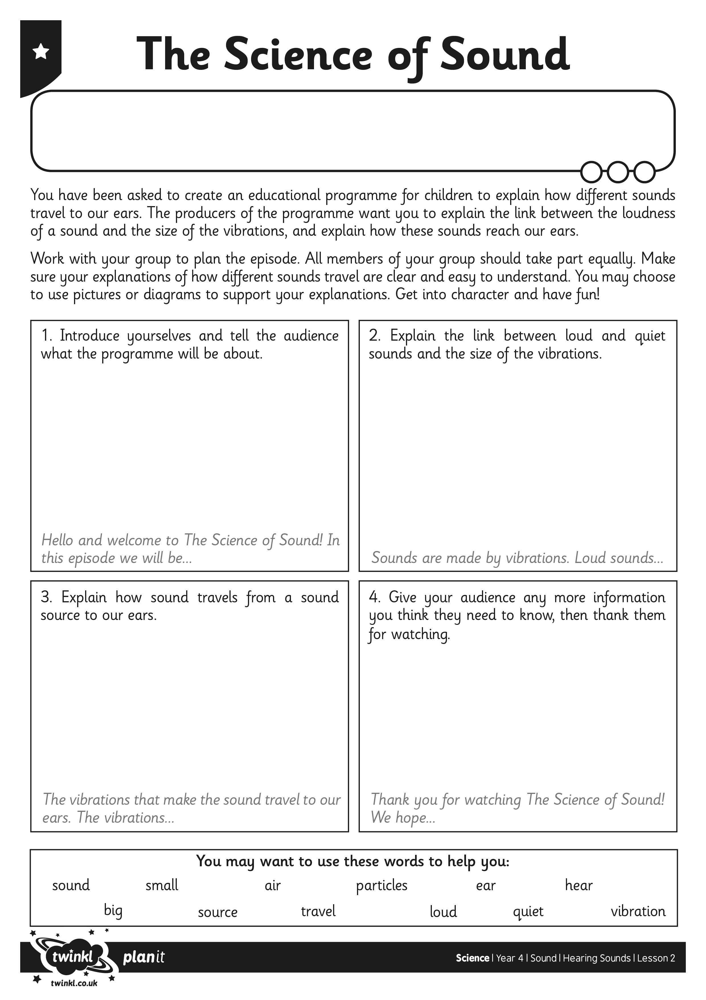 The Science of Sound
You have been asked to create an educational programme for children to explain how different sounds
travel to our ears. The producers of the programme want you to explain the link between the loudness
of a sound and the size of the vibrations, and explain how these sounds reach our ears.
Work with your group to plan the episode. All members of your group should take part equally. Make
sure your explanations of how different sounds travel are clear and easy to understand. You may choose
to use pictures or diagrams to support your explanations. Get into character and have fun!
1. Introduce yourselves and tell the audience
what the programme will be about.
Hello and welcome to The Science of Sound! In
this episode we will be...
2. Explain the link between loud and quiet
sounds and the size of the vibrations.
Sounds are made by vibrations. Loud sounds...
3. Explain how sound travels from a sound
source to our ears.
The vibrations that make the sound travel to our
ears. The vibrations...
4. Give your audience any more information
you think they need to know, then thank them
for watching.
Thank you for watching The Science of Sound!
We hope...
You may want to use these words to help you:
sound small air particles ear hear
big source travel loud quiet vibration
twinkl planit
twinkl.co.uk
Science | Year 4 | Sound | Hearing Sounds | Lesson 2